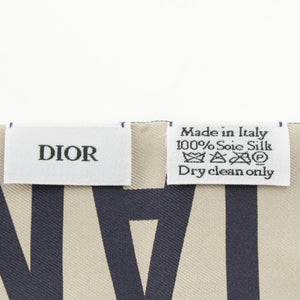 DIOR
Made in Italy
100% Soie Silk
P
Dry clean only